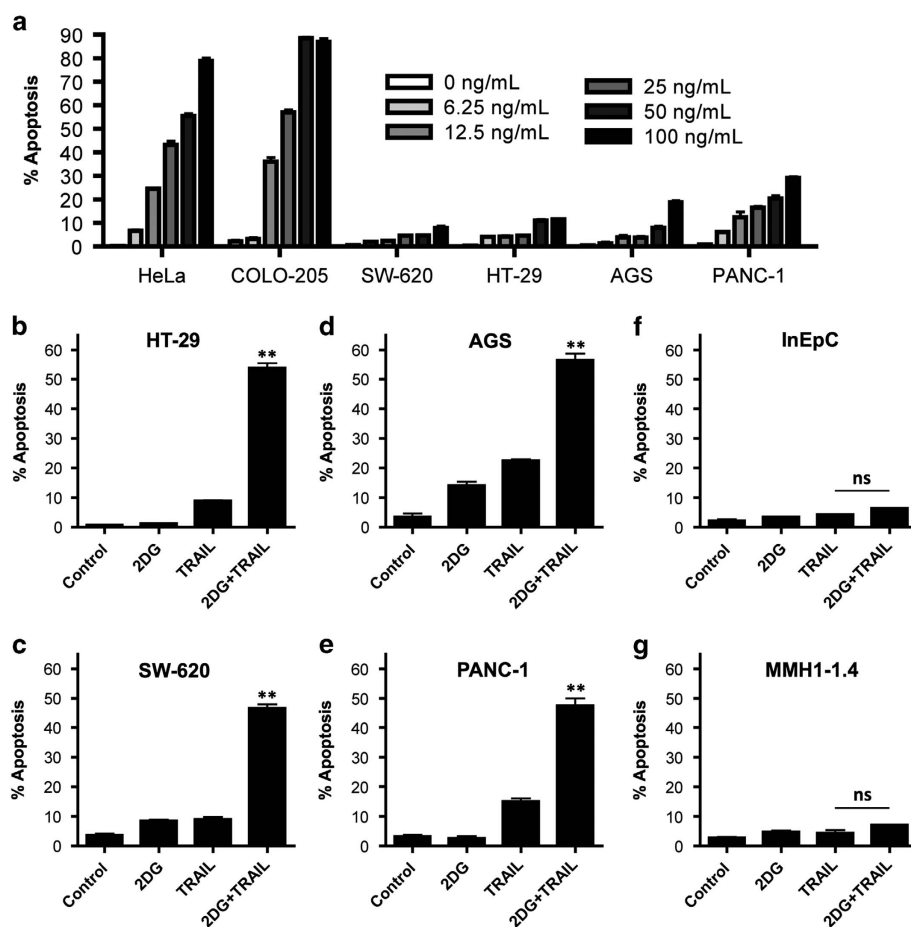 a
% Apoptosis
90
80
70
60
50
40
30
20
10
0
0 ng/mL
6.25 ng/mL
12.5 ng/mL
25 ng/mL
50 ng/mL
100 ng/mL
HeLa COLO-205 SW-620 HT-29 AGS PANC-1
b
HT-29
% Apoptosis
60
50
40
30
20
10
0
**
Control 2DG TRAIL 2DG+TRAIL
d
AGS
% Apoptosis
60
50
40
30
20
10
0
**
Control 2DG TRAIL 2DG+TRAIL
f
InEpC
% Apoptosis
60
50
40
30
20
10
0
ns
Control 2DG TRAIL 2DG+TRAIL
c
SW-620
% Apoptosis
60
50
40
30
20
10
0
**
Control 2DG TRAIL 2DG+TRAIL
e
PANC-1
% Apoptosis
60
50
40
30
20
10
0
**
Control 2DG TRAIL 2DG+TRAIL
g
MMH1-1.4
% Apoptosis
60
50
40
30
20
10
0
ns
Control 2DG TRAIL 2DG+TRAIL